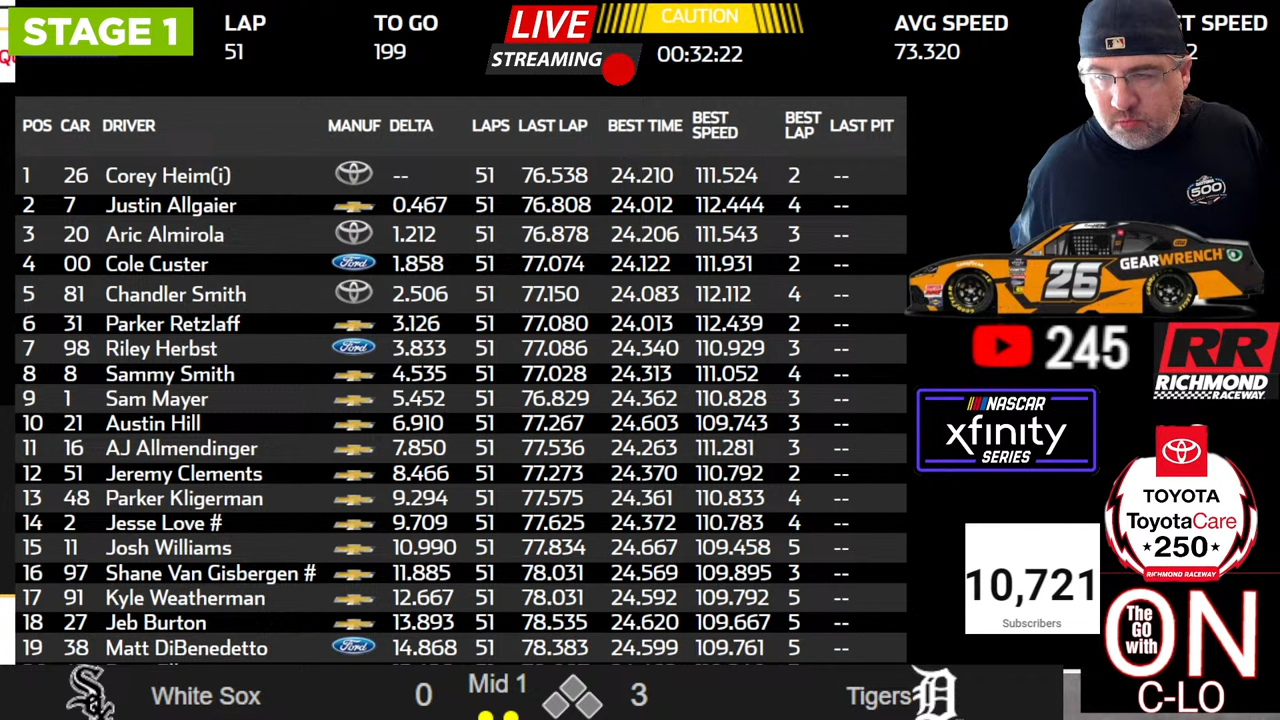 STAGE 1
LAP
51
TO GO
199
LIVE
STREAMING
CAUTION
00:32:22
AVG SPEED
73.320
T SPEED
2
POS CAR DRIVER MANUF DELTA LAPS LAST LAP BEST TIME BEST SPEED BEST LAP LAST PIT
1 26 Corey Heim(i) -- 51 76.538 24.210 111.524 2 --
2 7 Justin Allgaier 0.467 51 76.808 24.012 112.444 4 --
3 20 Aric Almirola 1.212 51 76.878 24.206 111.543 3 --
4 00 Cole Custer Ford 1.858 51 77.074 24.122 111.931 2 --
5 81 Chandler Smith 2.506 51 77.150 24.083 112.112 4 --
6 31 Parker Retzlaff 3.126 51 77.080 24.013 112.439 2 --
7 98 Riley Herbst Ford 3.833 51 77.086 24.340 110.929 3 --
8 8 Sammy Smith 4.535 51 77.028 24.313 111.052 4 --
9 1 Sam Mayer 5.452 51 76.829 24.362 110.828 3 --
10 21 Austin Hill 6.910 51 77.267 24.603 109.743 3 --
11 16 AJ Allmendinger 7.850 51 77.536 24.263 111.281 3 --
12 51 Jeremy Clements 8.466 51 77.273 24.370 110.792 2 --
13 48 Parker Kligerman 9.294 51 77.575 24.361 110.833 4 --
14 2 Jesse Love # 9.709 51 77.625 24.372 110.783 4 --
15 11 Josh Williams 10.990 51 77.834 24.667 109.458 5 --
16 97 Shane Van Gisbergen # 11.885 51 78.031 24.569 109.895 3 --
17 91 Kyle Weatherman 12.667 51 78.031 24.592 109.792 5 --
18 27 Jeb Burton 13.893 51 78.535 24.620 109.667 5 --
19 38 Matt DiBenedetto Ford 14.868 51 78.383 24.599 109.761 5 --
500
26
GEARWRENCH
245
RR
RICHMOND
RACEWAY
NASCAR
xfinity
SERIES
TOYOTA
ToyotaCare
250
RICHMOND RACEWAY
10,721
Subscribers
The
GO
with
ON
C-LO
Sox
White Sox
0
Mid 1
3
Tigers
D